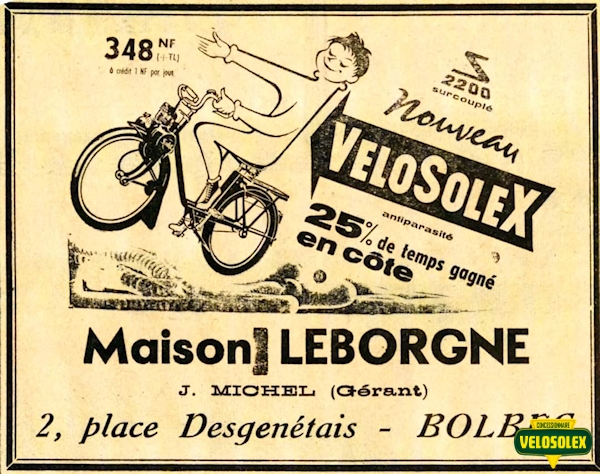 348 NF
(+TL)
à crédit 1 NF par jour
S
2200
surcouplé
nouveau
VELOSOLEX
antiparasité
25% de temps gagné
en côte
Maison LEBORGNE
J. MICHEL (Gérant)
2, place Desgenétais - BOLBEC
CONCESSIONNAIRE
VELOSOLEX